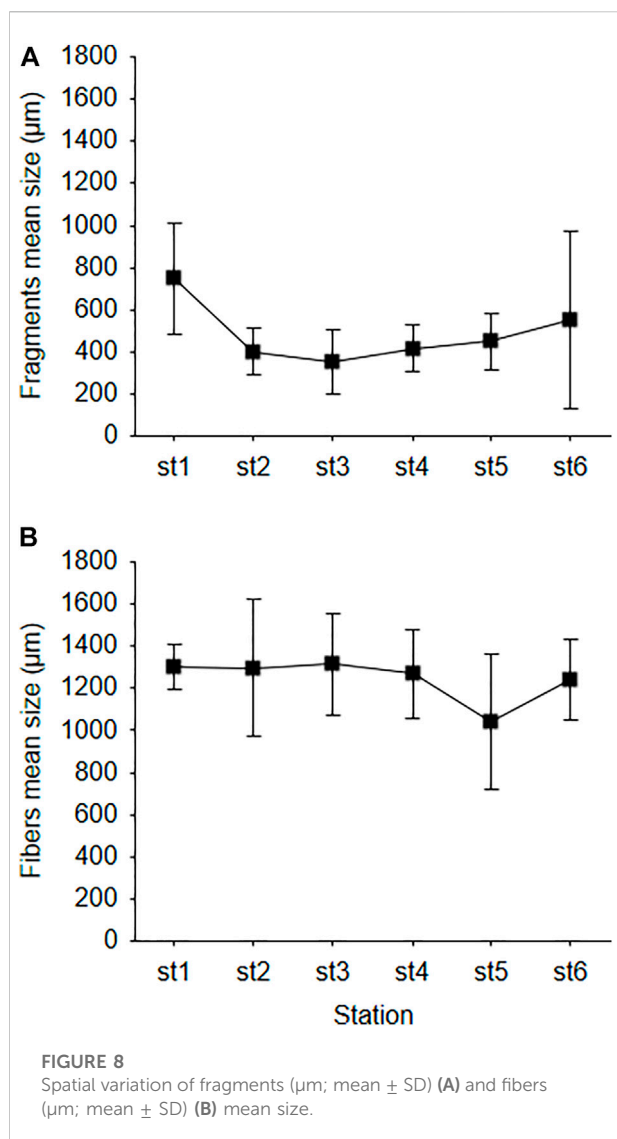 A
Fragments mean size (µm)
1800
1600
1400
1200
1000
800
600
400
200
0
st1 st2 st3 st4 st5 st6
B
Fibers mean size (µm)
1800
1600
1400
1200
1000
800
600
400
200
0
st1 st2 st3 st4 st5 st6
Station
FIGURE 8
Spatial variation of fragments (µm; mean ± SD) (A) and fibers
(µm; mean ± SD) (B) mean size.